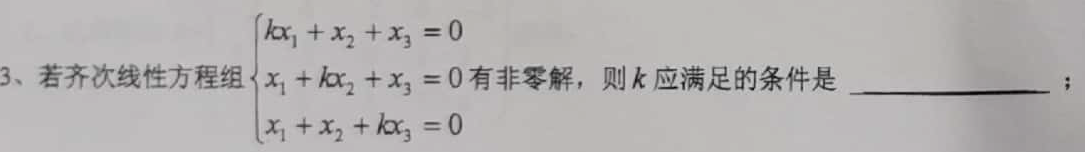 3、若齐次线性方程组{kx₁ + x₂ + x₃ = 0
x₁ + kx₂ + x₃ = 0 有非零解，则 k 应满足的条件是 ________ ；
x₁ + x₂ + kx₃ = 0